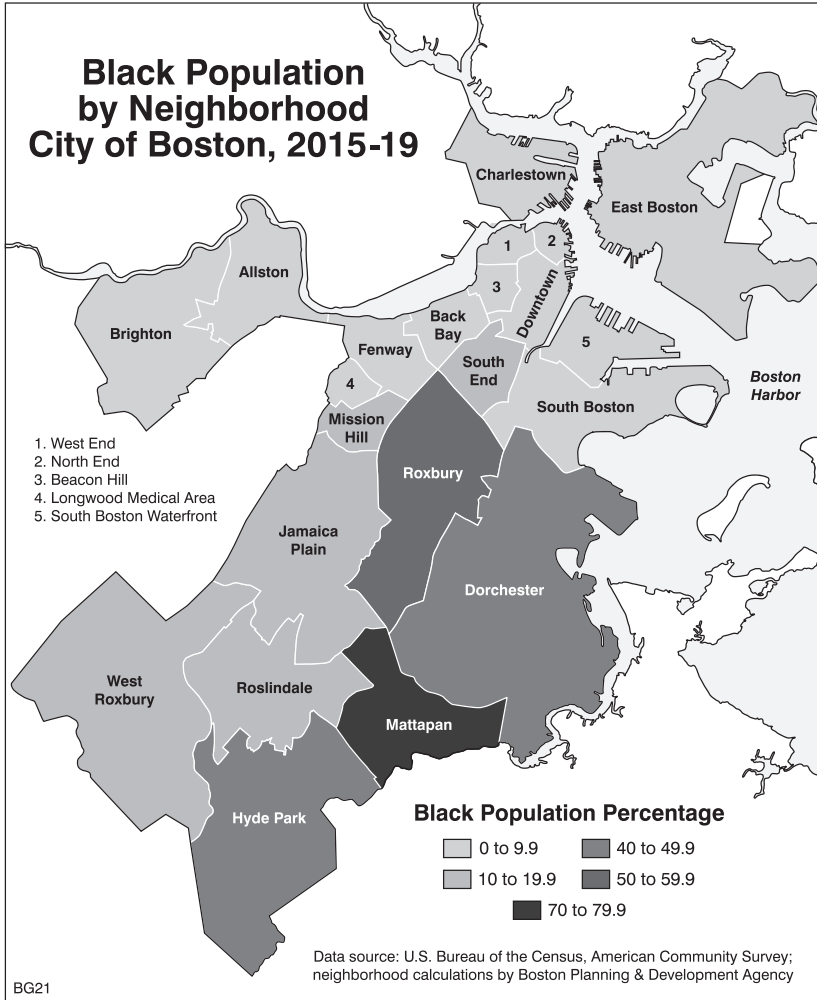 Black Population
by Neighborhood
City of Boston, 2015-19
Charlestown
East Boston
1
2
Allston
3
Downtown
Back
Bay
Brighton
5
Fenway
South
End
4
Boston
Harbor
South Boston
Mission
Hill
1. West End
2. North End
3. Beacon Hill
4. Longwood Medical Area
5. South Boston Waterfront
Roxbury
Jamaica
Plain
Dorchester
West
Roxbury
Roslindale
Mattapan
Hyde Park
Black Population Percentage
0 to 9.9
40 to 49.9
10 to 19.9
50 to 59.9
70 to 79.9
Data source: U.S. Bureau of the Census, American Community Survey;
neighborhood calculations by Boston Planning & Development Agency
BG21